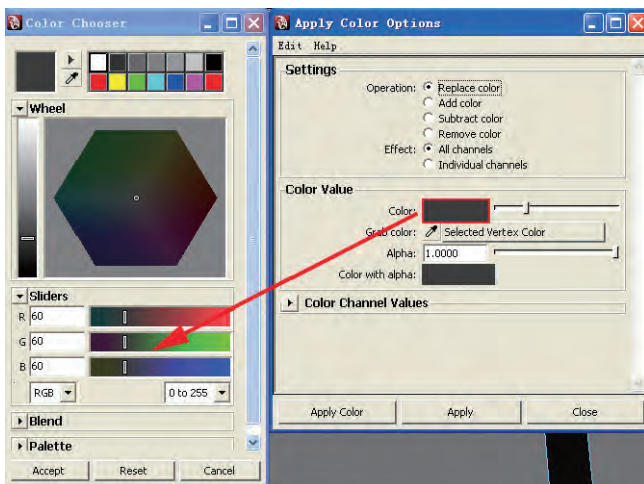 Color Chooser
Wheel
Sliders
R 60
G 60
B 60
RGB 0 to 255
Blend
Palette
Accept Reset Cancel
Apply Color Options
Edit Help
Settings
Operation: Replace color
Add color
Subtract color
Remove color
Effect: All channels
Individual channels
Color Value
Color:
Grab color: Selected Vertex Color
Alpha: 1.0000
Color with alpha:
Color Channel Values
Apply Color Apply Close